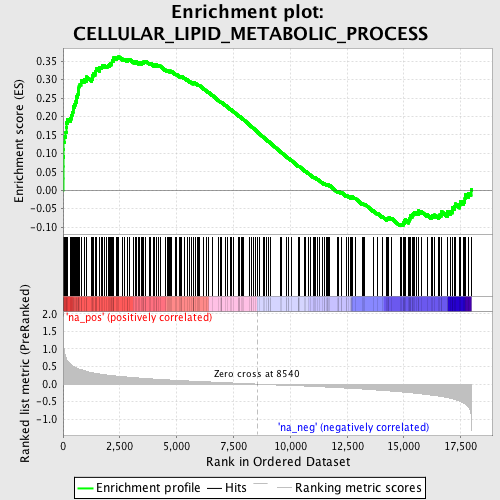 Enrichment plot:
CELLULAR_LIPID_METABOLIC_PROCESS
Enrichment score (ES)
0.35
0.30
0.25
0.20
0.15
0.10
0.05
0.00
-0.05
-0.10
'na_pos' (positively correlated)
Ranked list metric (PreRanked)
2.0
1.5
1.0
0.5
0.0
-0.5
-1.0
Zero cross at 8540
'na_neg' (negatively correlated)
0
2,500
5,000
7,500
10,000
12,500
15,000
17,500
Rank in Ordered Dataset
Enrichment profile
Hits
Ranking metric scores